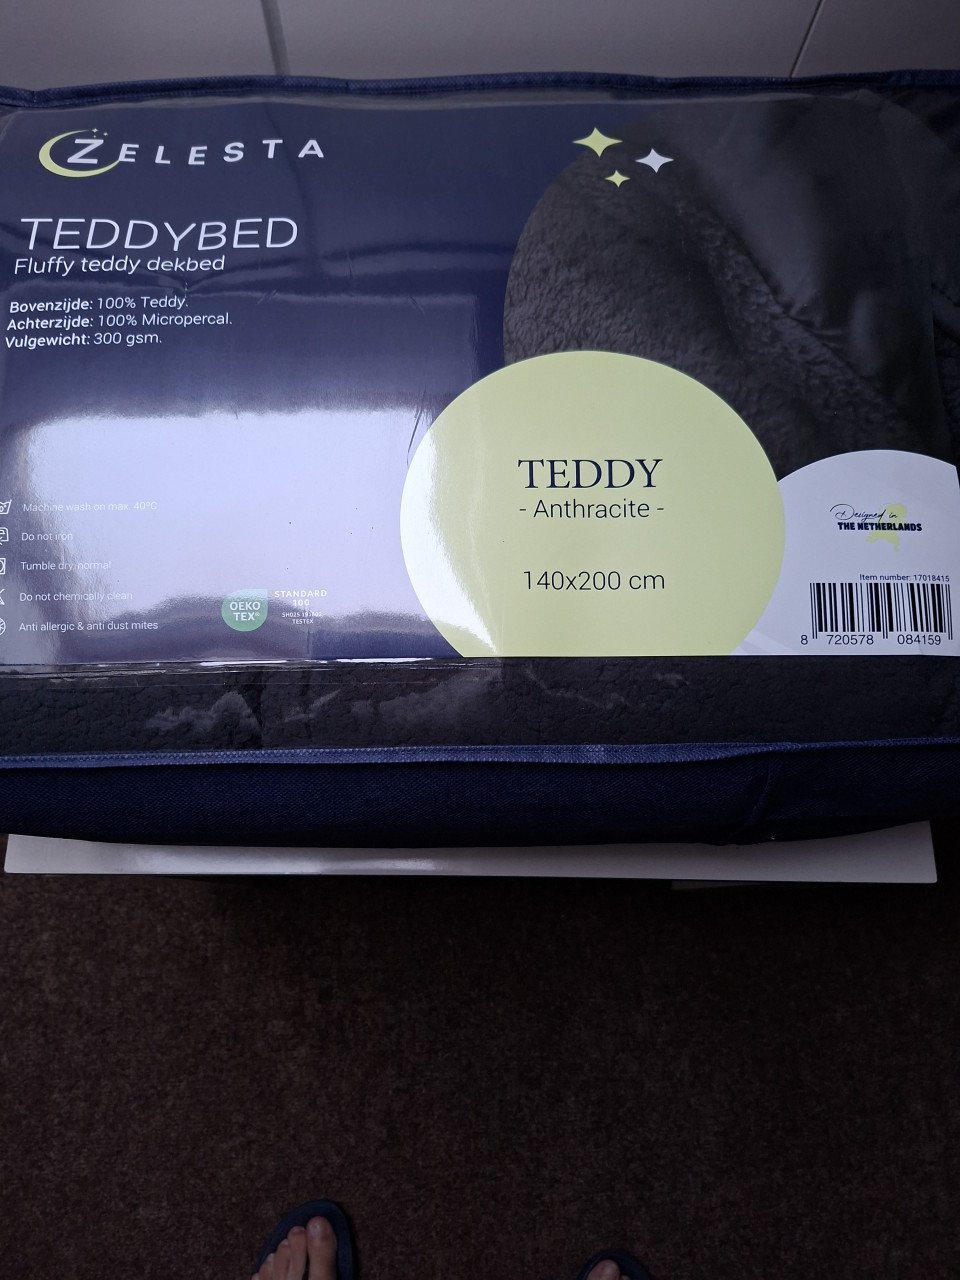 ZELESTA
TEDDYBED
Fluffy teddy dekbed
Bovenzijde: 100% Teddy.
Achterzijde: 100% Micropercal.
Vulgewicht: 300 gsm.
Machine wash on max. 40°C
Do not iron
Tumble dry, normal
Do not chemically clean
Anti allergic & anti dust mites
OEKO
TEX®
STANDARD
100
TESTEX
TEDDY
- Anthracite -
140x200 cm
Designed in
THE NETHERLANDS
Item number: 17018415
8 720578 084159